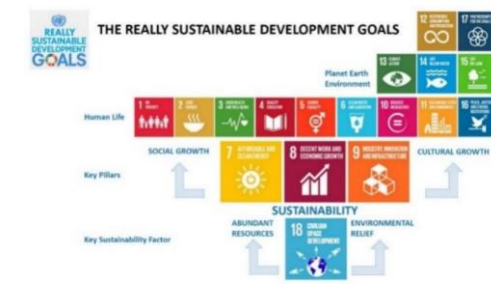 REALLY
SUSTAINABLE
DEVELOPMENT
GOALS
THE REALLY SUSTAINABLE DEVELOPMENT GOALS
12
17
13 CLIMATE ACTION
14
15
Planet Earth
Environment
Human Life
1
2
3
4
5
6
10
11
16
SOCIAL GROWTH
7 AFFORDABLE AND
CLEAN ENERGY
8 DECENT WORK AND
ECONOMIC GROWTH
9 INDUSTRY, INNOVATION
AND INFRASTRUCTURE
CULTURAL GROWTH
Key Pillars
SUSTAINABILITY
ABUNDANT
RESOURCES
18 CIVILIAN
SPACE
DEVELOPMENT
ENVIRONMENTAL
RELIEF
Key Sustainability Factor